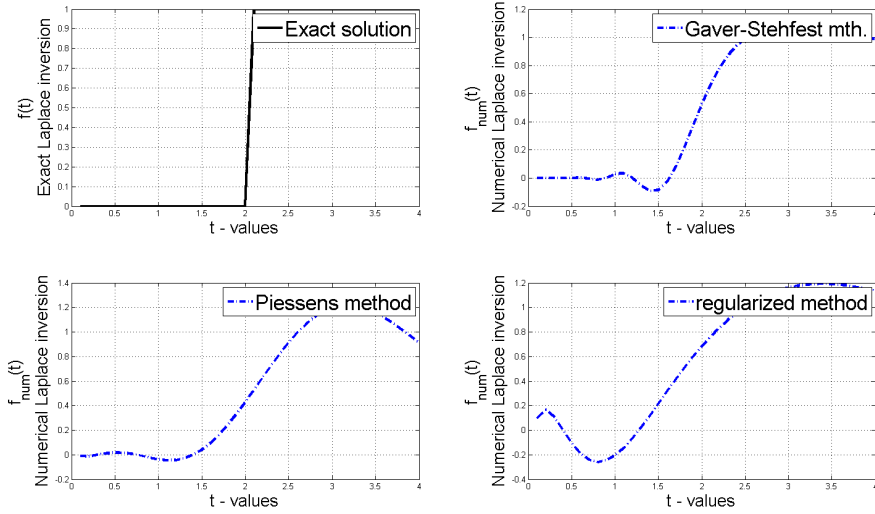 Exact solution
1
0.9
0.8
0.7
0.6
0.5
0.4
0.3
0.2
0.1
0
f(t)
Exact Laplace inversion
0 0.5 1 1.5 2 2.5 3 3.5 4
t - values
Gaver-Stehfest mth.
1.2
1
0.8
0.6
0.4
0.2
0
-0.2
f_num(t)
Numerical Laplace inversion
0 0.5 1 1.5 2 2.5 3 3.5 4
t - values
Piessens method
1.4
1.2
1
0.8
0.6
0.4
0.2
0
-0.2
f_num(t)
Numerical Laplace inversion
0 0.5 1 1.5 2 2.5 3 3.5 4
t - values
regularized method
1.2
1
0.8
0.6
0.4
0.2
0
-0.2
-0.4
f_num(t)
Numerical Laplace inversion
0 0.5 1 1.5 2 2.5 3 3.5 4
t - values